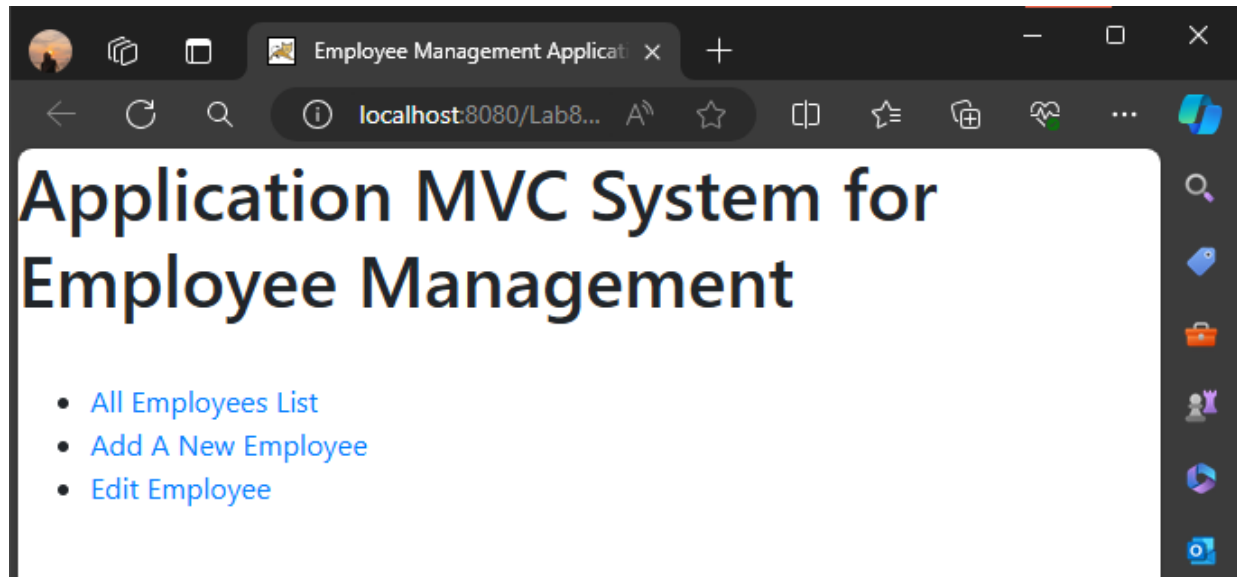 Employee Management Applicati
localhost:8080/Lab8...
Application MVC System for
Employee Management
All Employees List
Add A New Employee
Edit Employee